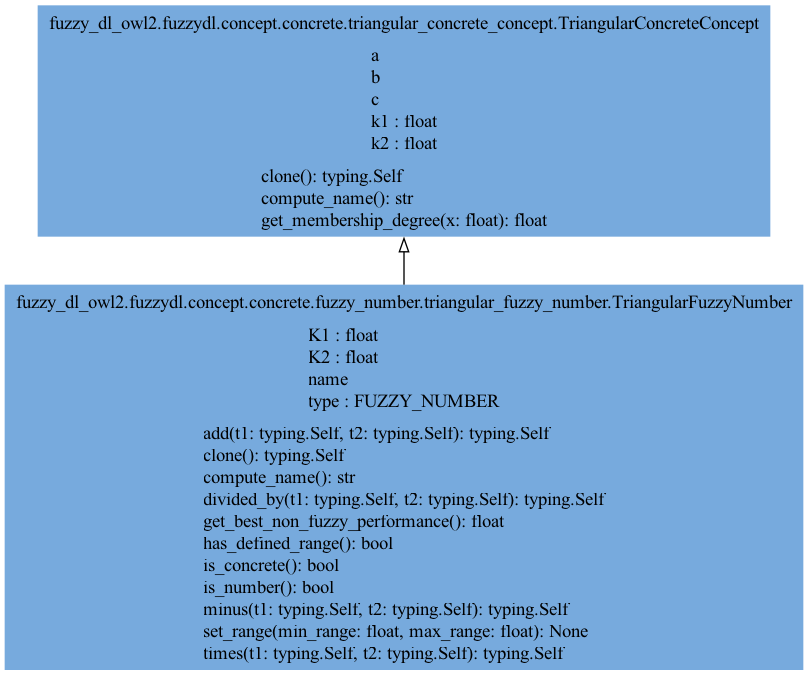 fuzzy_dl_owl2.fuzzydl.concept.concrete.triangular_concrete_concept.TriangularConcreteConcept
a
b
c
k1 : float
k2 : float
clone(): typing.Self
compute_name(): str
get_membership_degree(x: float): float
fuzzy_dl_owl2.fuzzydl.concept.concrete.fuzzy_number.triangular_fuzzy_number.TriangularFuzzyNumber
K1 : float
K2 : float
name
type : FUZZY_NUMBER
add(t1: typing.Self, t2: typing.Self): typing.Self
clone(): typing.Self
compute_name(): str
divided_by(t1: typing.Self, t2: typing.Self): typing.Self
get_best_non_fuzzy_performance(): float
has_defined_range(): bool
is_concrete(): bool
is_number(): bool
minus(t1: typing.Self, t2: typing.Self): typing.Self
set_range(min_range: float, max_range: float): None
times(t1: typing.Self, t2: typing.Self): typing.Self